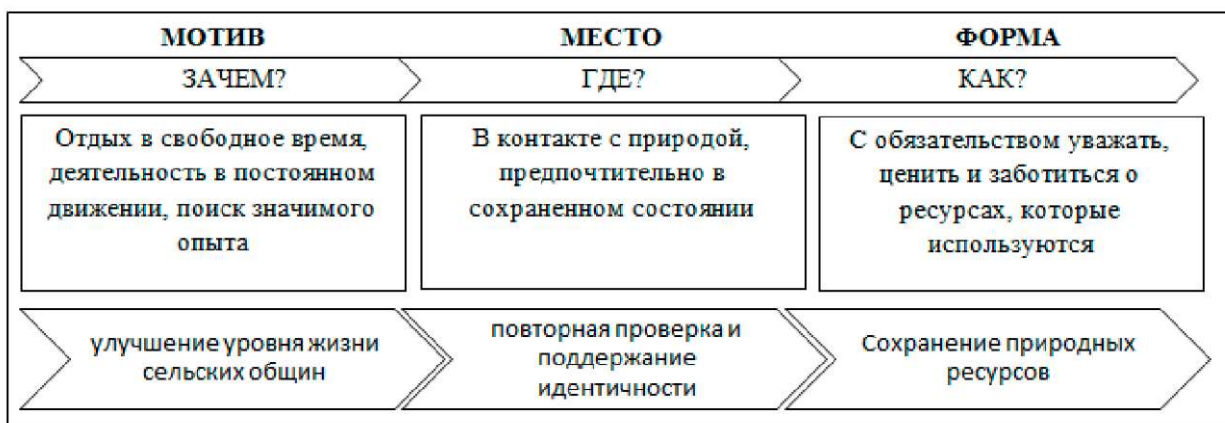 МОТИВ
МЕСТО
ФОРМА
ЗАЧЕМ?
ГДЕ?
КАК?
Отдых в свободное время,
деятельность в постоянном
движении, поиск значимого
опыта
В контакте с природой,
предпочтительно в
сохраненном состоянии
С обязательством уважать,
ценить и заботиться о
ресурсах, которые
используются
улучшение уровня жизни
сельских общин
повторная проверка и
поддержание
идентичности
Сохранение природных
ресурсов